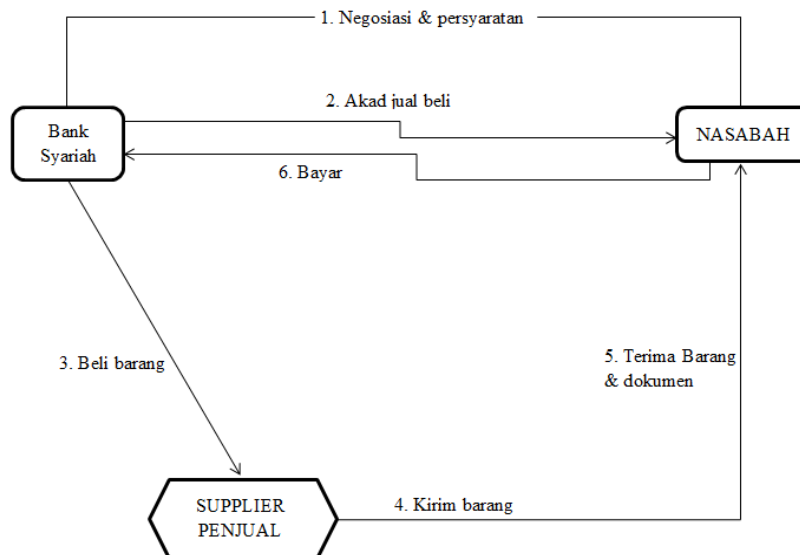 1. Negosiasi & persyaratan
2. Akad jual beli
Bank
Syariah
NASABAH
6. Bayar
3. Beli barang
5. Terima Barang
& dokumen
SUPPLIER
PENJUAL
4. Kirim barang